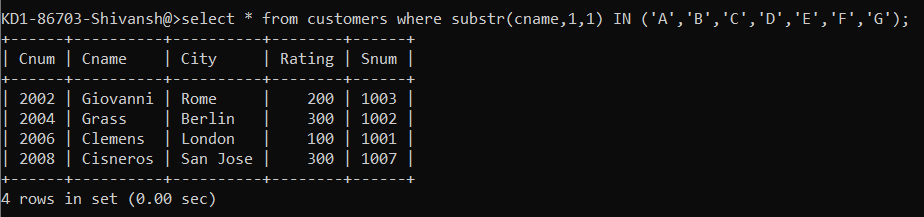 KD1-86703-Shivansh@>select * from customers where substr(cname,1,1) IN ('A','B','C','D','E','F','G');
+------+----------+----------+--------+------+
| Cnum | Cname    | City     | Rating | Snum |
+------+----------+----------+--------+------+
| 2002 | Giovanni | Rome     |    200 | 1003 |
| 2004 | Grass    | Berlin   |    300 | 1002 |
| 2006 | Clemens  | London   |    100 | 1001 |
| 2008 | Cisneros | San Jose |    300 | 1007 |
+------+----------+----------+--------+------+
4 rows in set (0.00 sec)